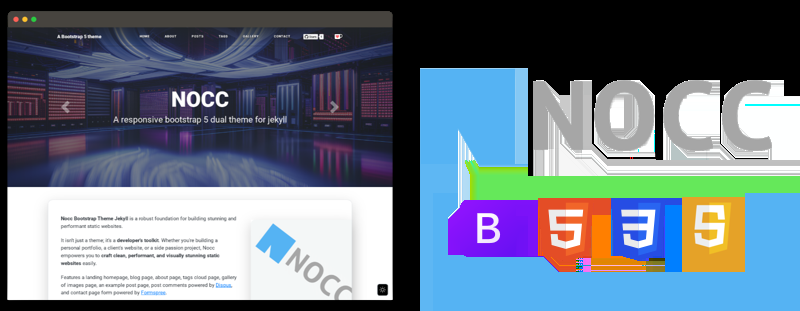 A Bootstrap 5 theme
HOME ABOUT POSTS TAGS GALLERY CONTACT
NOCC
A responsive bootstrap 5 dual theme for jekyll
Nocc Bootstrap Theme Jekyll is a robust foundation for building stunning and
performant static websites.
It isn't just a theme; it's a developer's toolkit. Whether you're building a
personal portfolio, a client's website, or a side passion project, Nocc
empowers you to craft clean, performant, and visually stunning static
websites easily.
Features a landing homepage, blog page, about page, tags cloud page, gallery
of images page, an example post page, post comments powered by Disqus,
and contact page form powered by Formspree.
NOCC
NOCC
B